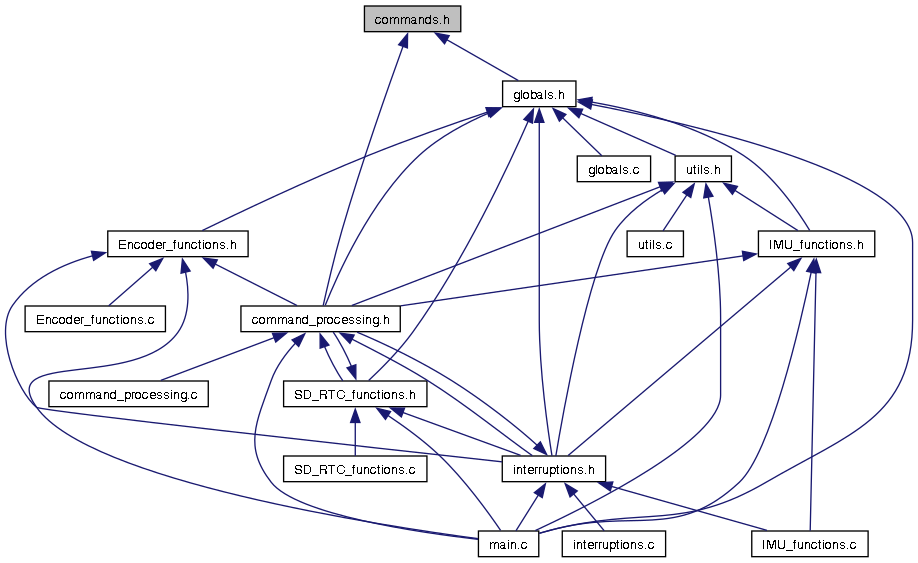 commands.h
globals.h
globals.c
utils.h
Encoder_functions.h
utils.c
IMU_functions.h
Encoder_functions.c
command_processing.h
command_processing.c
SD_RTC_functions.h
SD_RTC_functions.c
interruptions.h
main.c
interruptions.c
IMU_functions.c